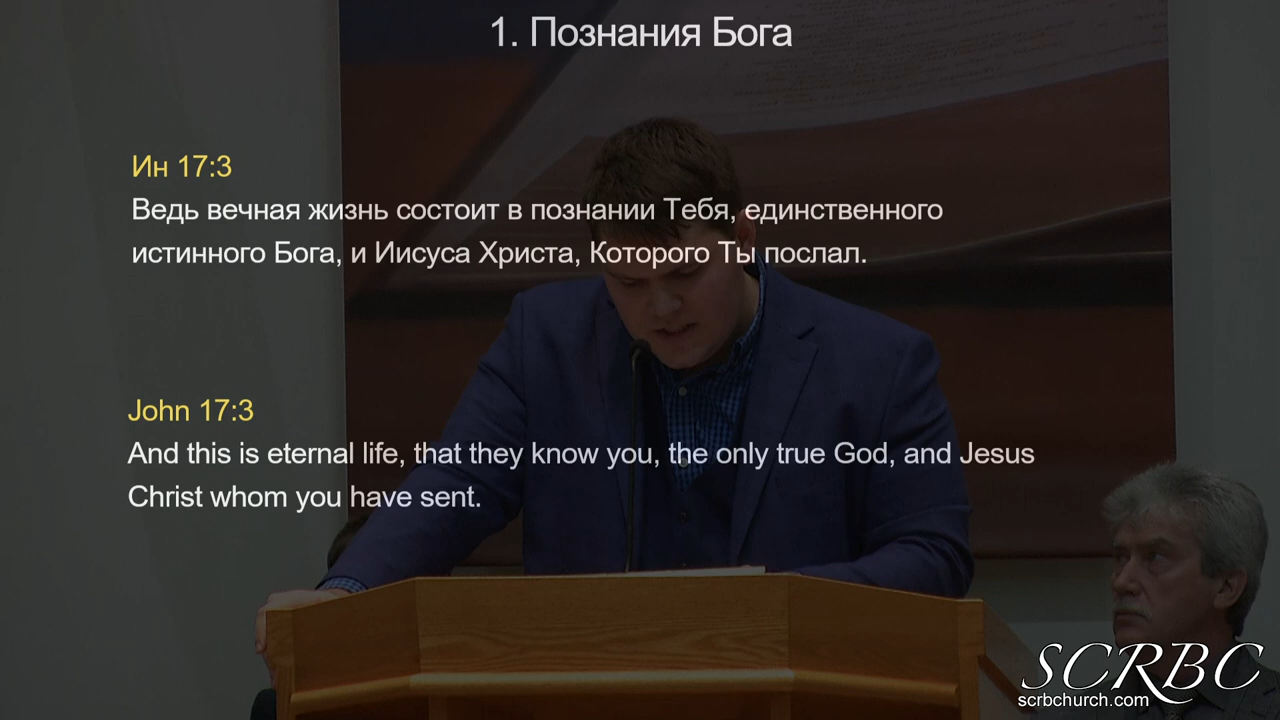 1. Познания Бога
Ин 17:3
Ведь вечная жизнь состоит в познании Тебя, единственного
истинного Бога, и Иисуса Христа, Которого Ты послал.
John 17:3
And this is eternal life, that they know you, the only true God, and Jesus
Christ whom you have sent.
SCRBC
scrbchurch.com